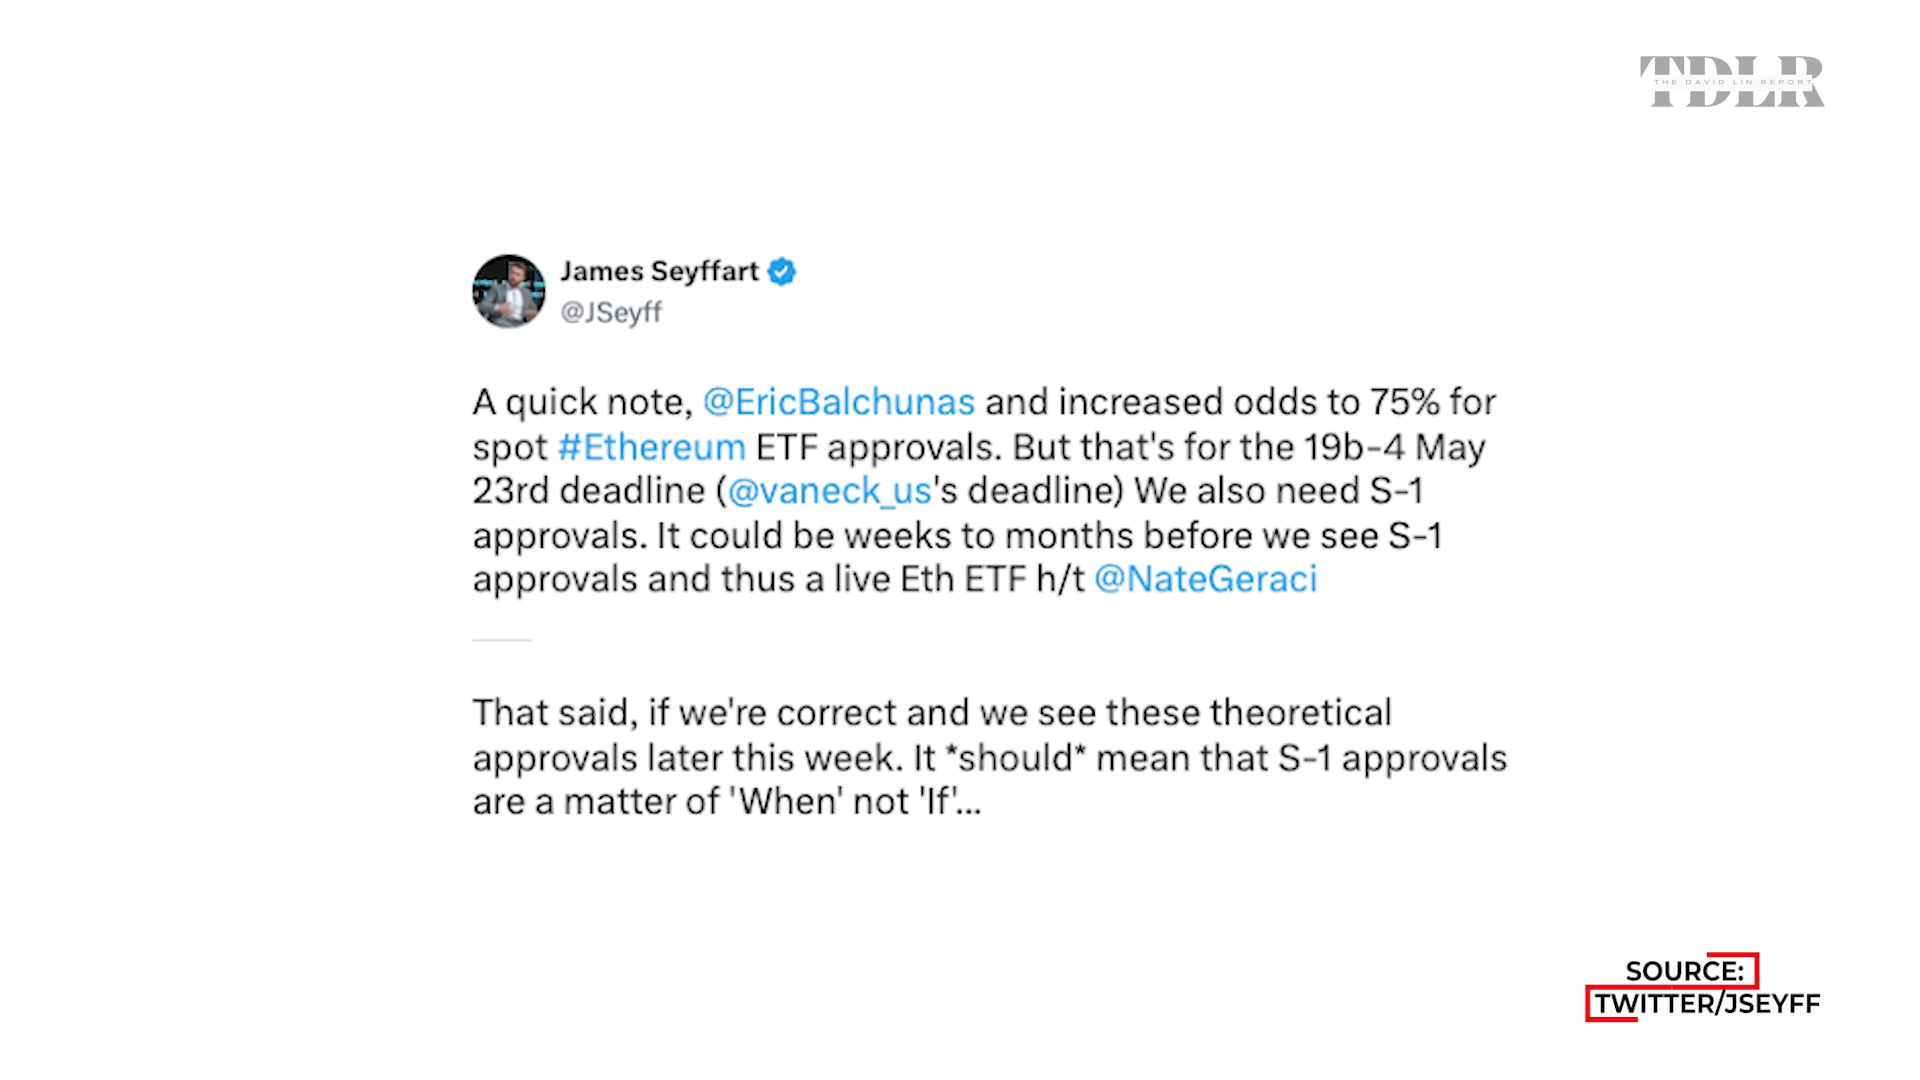 TDLR
THE DAVID LIN REPORT
James Seyffart
@JSeyff
A quick note, @EricBalchunas and increased odds to 75% for
spot #Ethereum ETF approvals. But that's for the 19b-4 May
23rd deadline (@vaneck_us's deadline) We also need S-1
approvals. It could be weeks to months before we see S-1
approvals and thus a live Eth ETF h/t @NateGeraci
That said, if we're correct and we see these theoretical
approvals later this week. It *should* mean that S-1 approvals
are a matter of 'When' not 'If'...
SOURCE:
TWITTER/JSEYFF